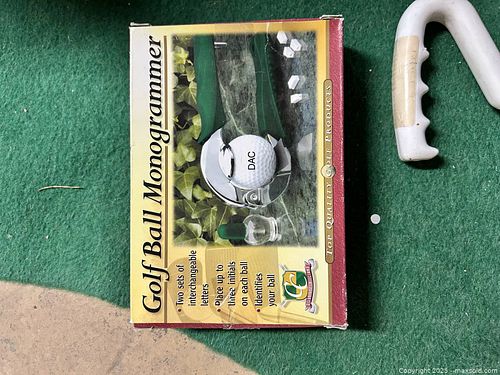 Golf Ball Monogrammer
• Two sets of
interchangeable
letters
• Place up to
three initials
on each ball
• Identifies
your ball
DAC
TOP QUALITY GOLF PRODUCTS
Copyright 2025 - maxsold.com